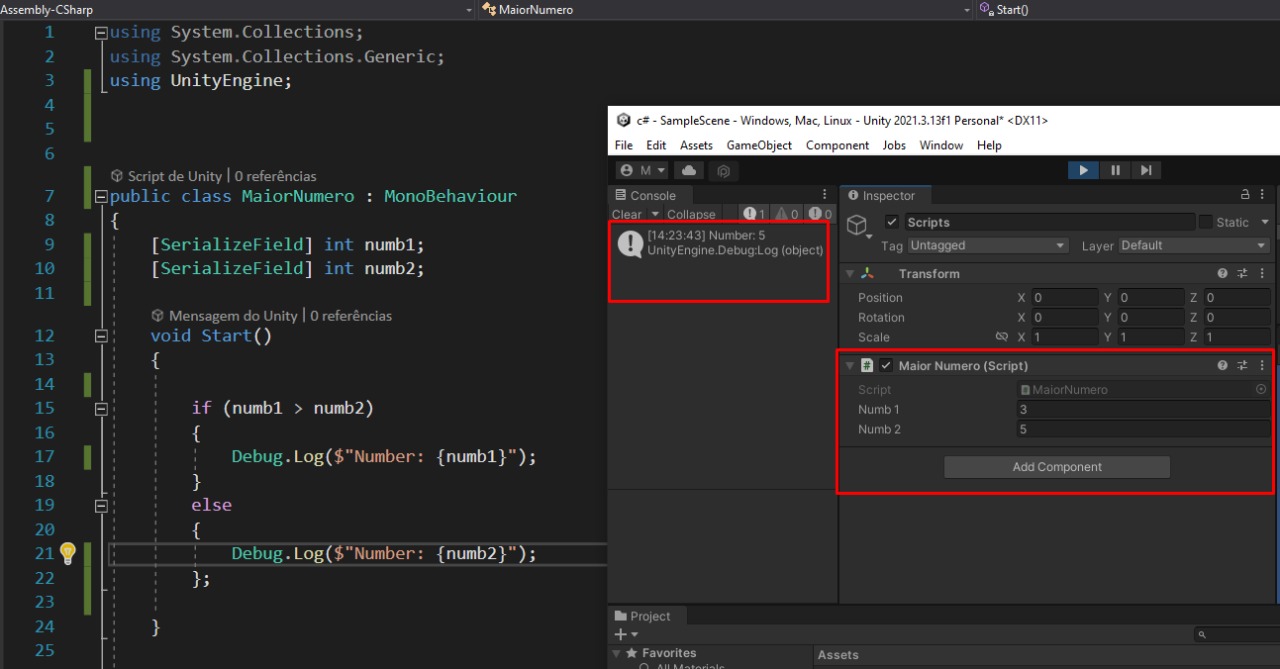 Assembly-CSharp MaiorNumero Start()
1 using System.Collections;
2 using System.Collections.Generic;
3 using UnityEngine;
4
5
6
Script de Unity | 0 referências
7 public class MaiorNumero : MonoBehaviour
8 {
9 [SerializeField] int numb1;
10 [SerializeField] int numb2;
11
Mensagem do Unity | 0 referências
12 void Start()
13 {
14
15 if (numb1 > numb2)
16 {
17 Debug.Log($"Number: {numb1}");
18 }
19 else
20 {
21 Debug.Log($"Number: {numb2}");
22 };
23
24 }
25
c# - SampleScene - Windows, Mac, Linux - Unity 2021.3.13f1 Personal* <DX11>
File Edit Assets GameObject Component Jobs Window Help
M
Console
Clear Collapse 1 0 0
[14:23:43] Number: 5
UnityEngine.Debug:Log (object)
Inspector
Scripts Static
Tag Untagged Layer Default
Transform
Position X 0 Y 0 Z 0
Rotation X 0 Y 0 Z 0
Scale X 1 Y 1 Z 1
Maior Numero (Script)
Script MaiorNumero
Numb 1 3
Numb 2 5
Add Component
Project
Favorites
All Materials
Assets